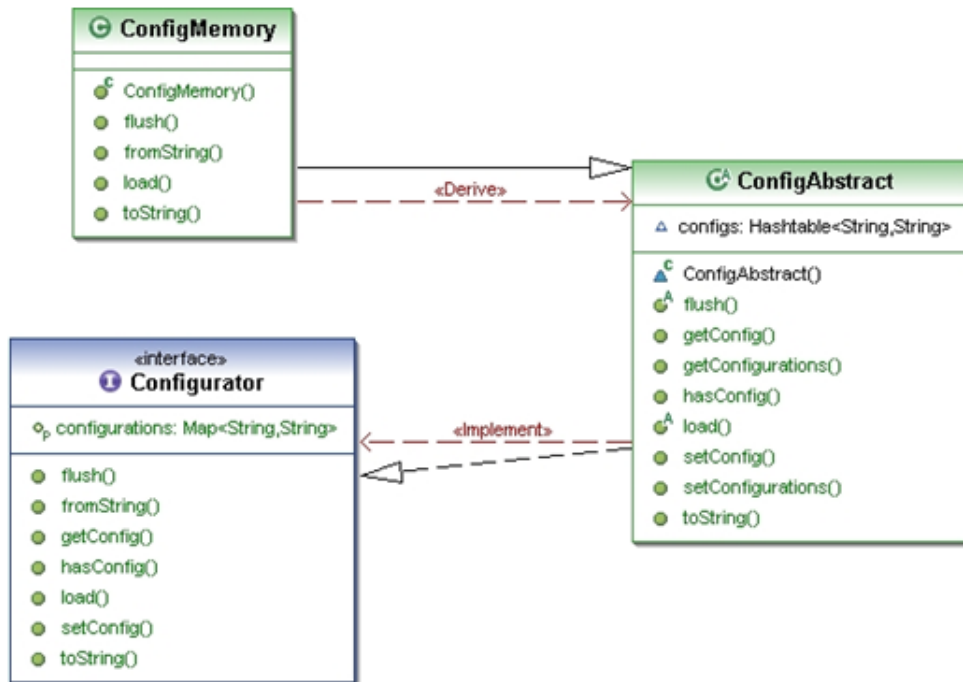 ConfigMemory
ConfigMemory()
flush()
fromString()
load()
toString()
«Derive»
ConfigAbstract
configs: Hashtable<String,String>
ConfigAbstract()
flush()
getConfig()
getConfigurations()
hasConfig()
load()
setConfig()
setConfigurations()
toString()
«interface»
Configurator
configurations: Map<String,String>
flush()
fromString()
getConfig()
hasConfig()
load()
setConfig()
toString()
«Implement»